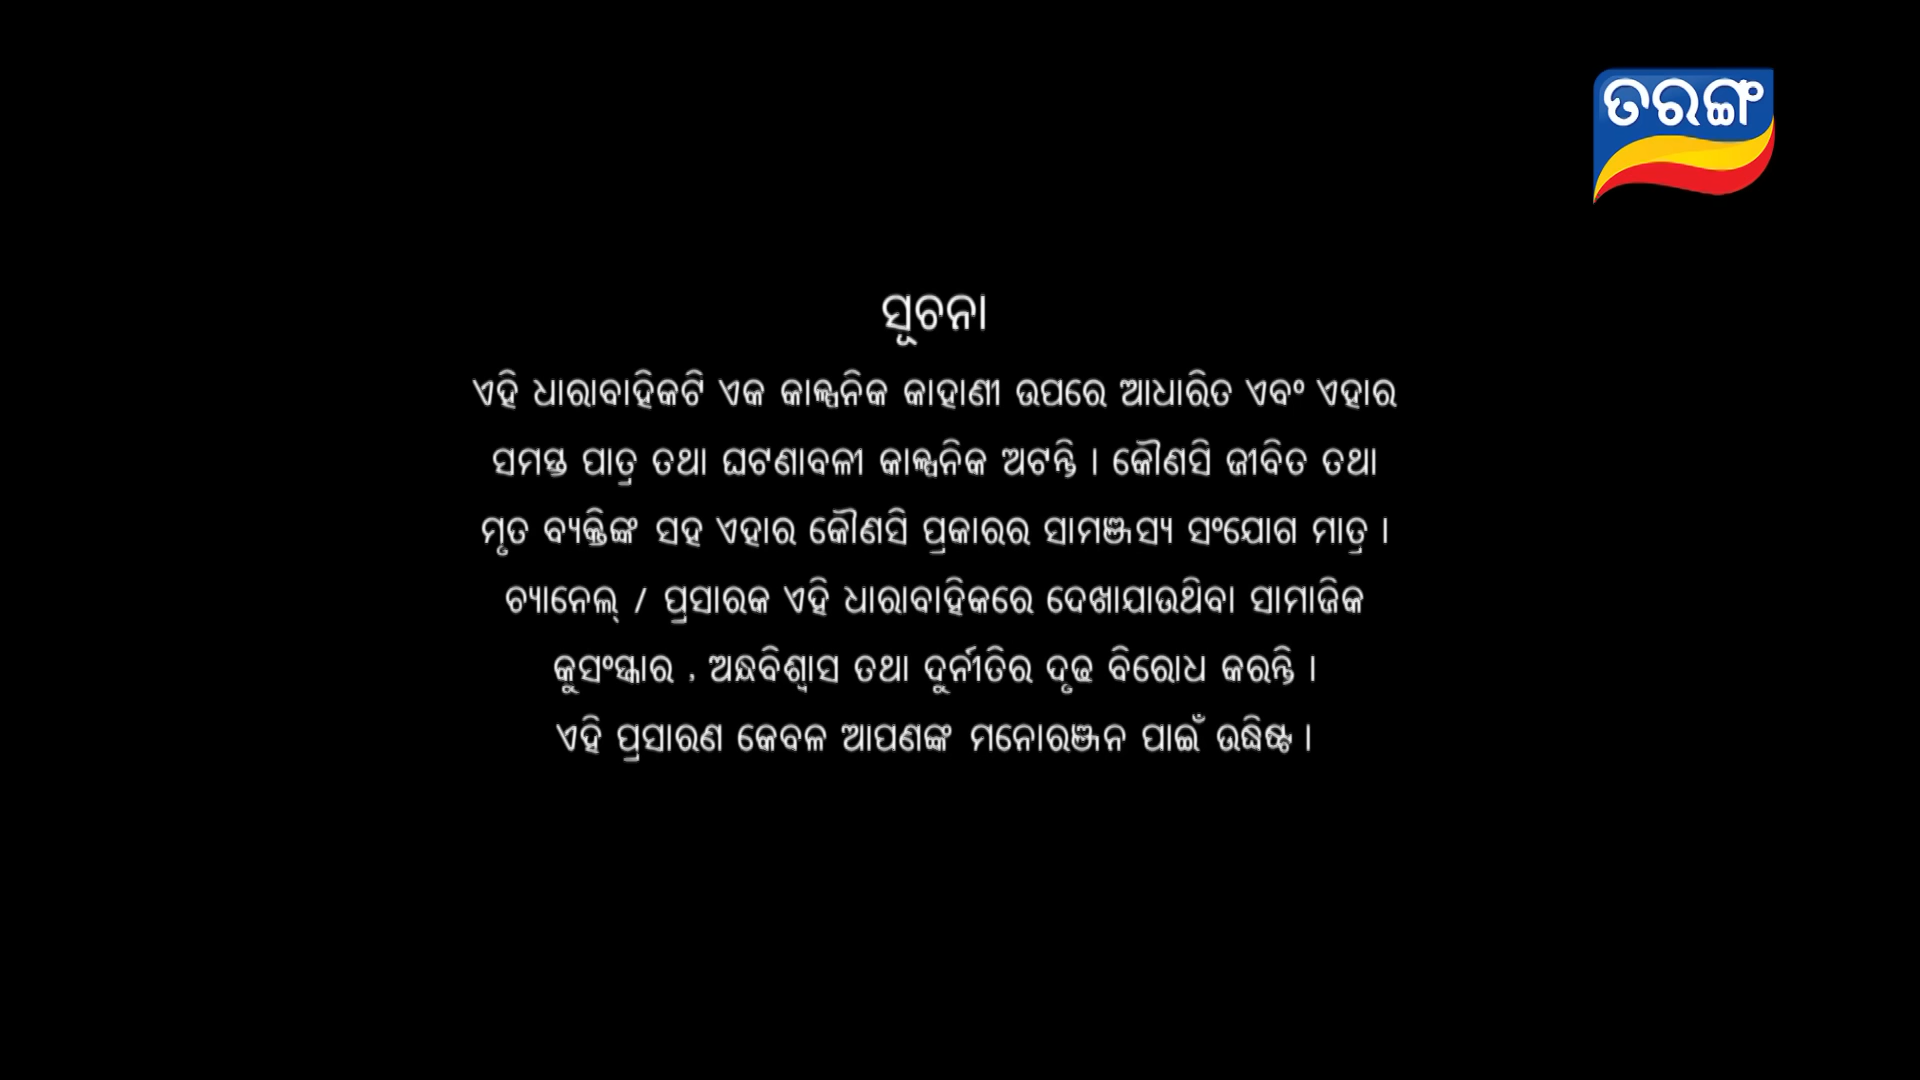 ତରଙ୍ଗ
ସୂଚନା
ଏହି ଧାରାବାହିକଟି ଏକ କାଳ୍ପନିକ କାହାଣୀ ଉପରେ ଆଧାରିତ ଏବଂ ଏହାର
ସମସ୍ତ ପାତ୍ର ତଥା ଘଟଣାବଳୀ କାଳ୍ପନିକ ଅଟନ୍ତି । କୌଣସି ଜୀବିତ ତଥା
ମୃତ ବ୍ୟକ୍ତିଙ୍କ ସହ ଏହାର କୌଣସି ପ୍ରକାରର ସାମଞ୍ଜସ୍ୟ ସଂଯୋଗ ମାତ୍ର ।
ଚ୍ୟାନେଲ୍ / ପ୍ରସାରକ ଏହି ଧାରାବାହିକରେ ଦେଖାଯାଉଥିବା ସାମାଜିକ
କୁସଂସ୍କାର , ଅନ୍ଧବିଶ୍ୱାସ ତଥା ଦୁର୍ନୀତିର ଦୃଢ ବିରୋଧ କରନ୍ତି ।
ଏହି ପ୍ରସାରଣ କେବଳ ଆପଣଙ୍କ ମନୋରଞ୍ଜନ ପାଇଁ ଉଦ୍ଧିଷ୍ଟ ।